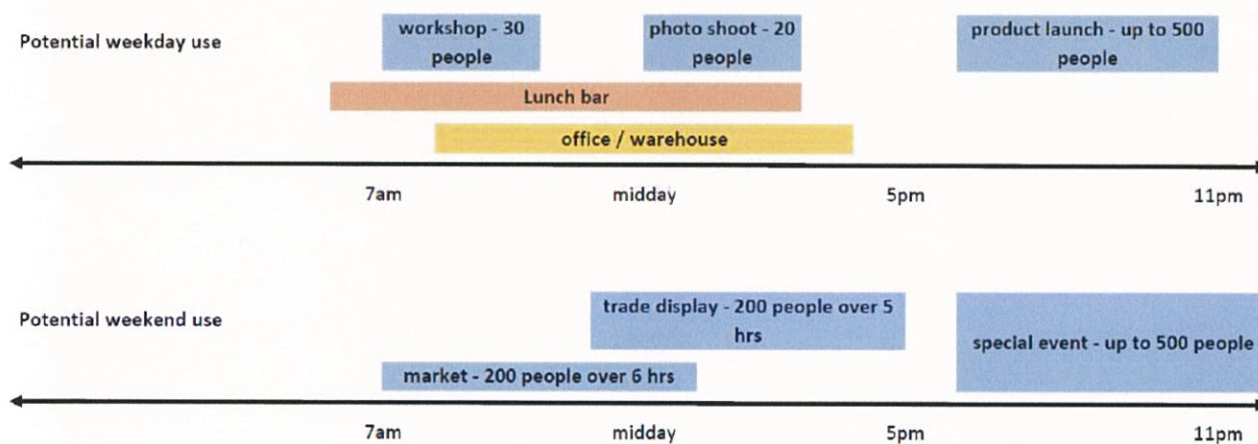 Potential weekday use
workshop - 30
people
photo shoot - 20
people
product launch - up to 500
people
Lunch bar
office / warehouse
7am
midday
5pm
11pm
Potential weekend use
trade display - 200 people over 5
hrs
special event - up to 500 people
market - 200 people over 6 hrs
7am
midday
5pm
11pm